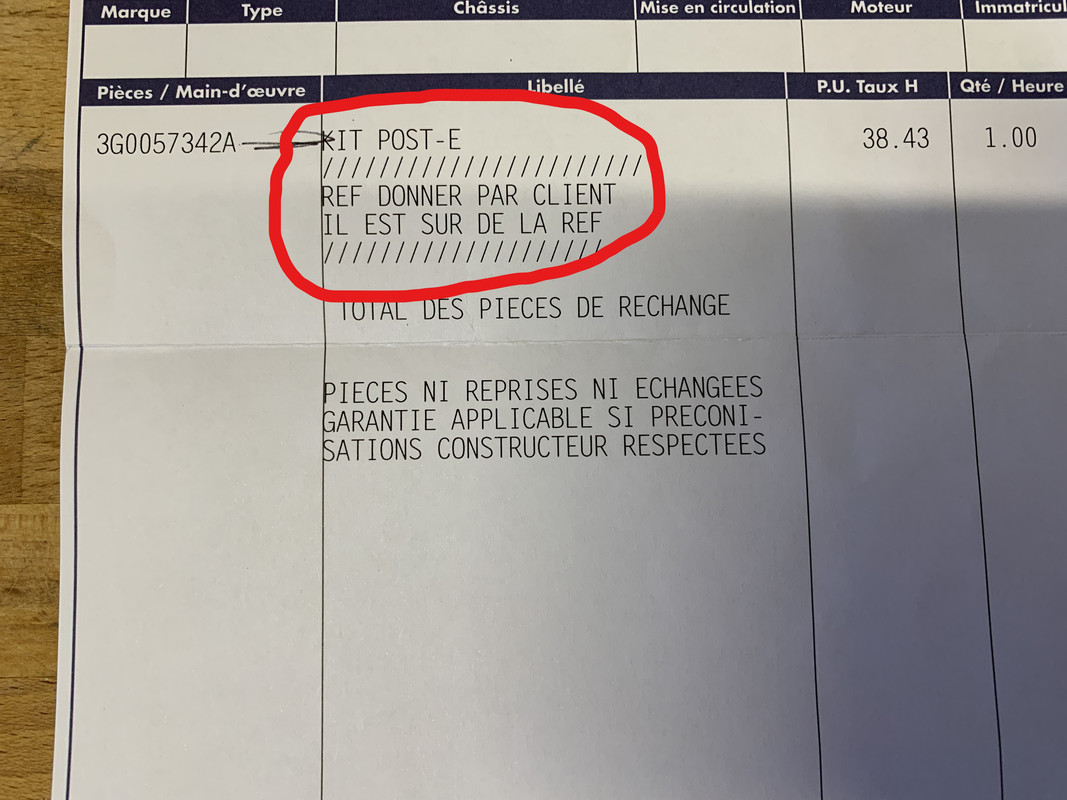 Marque Type Châssis Mise en circulation Moteur Immatricul
Pièces / Main-d'œuvre Libellé P.U. Taux H Qté / Heure
3G0057342A KIT POST-E 38.43 1.00
///////////////////////
REF DONNER PAR CLIENT
IL EST SUR DE LA REF
////////////////////
TOTAL DES PIECES DE RECHANGE
PIECES NI REPRISES NI ECHANGEES
GARANTIE APPLICABLE SI PRECONI-
SATIONS CONSTRUCTEUR RESPECTEES